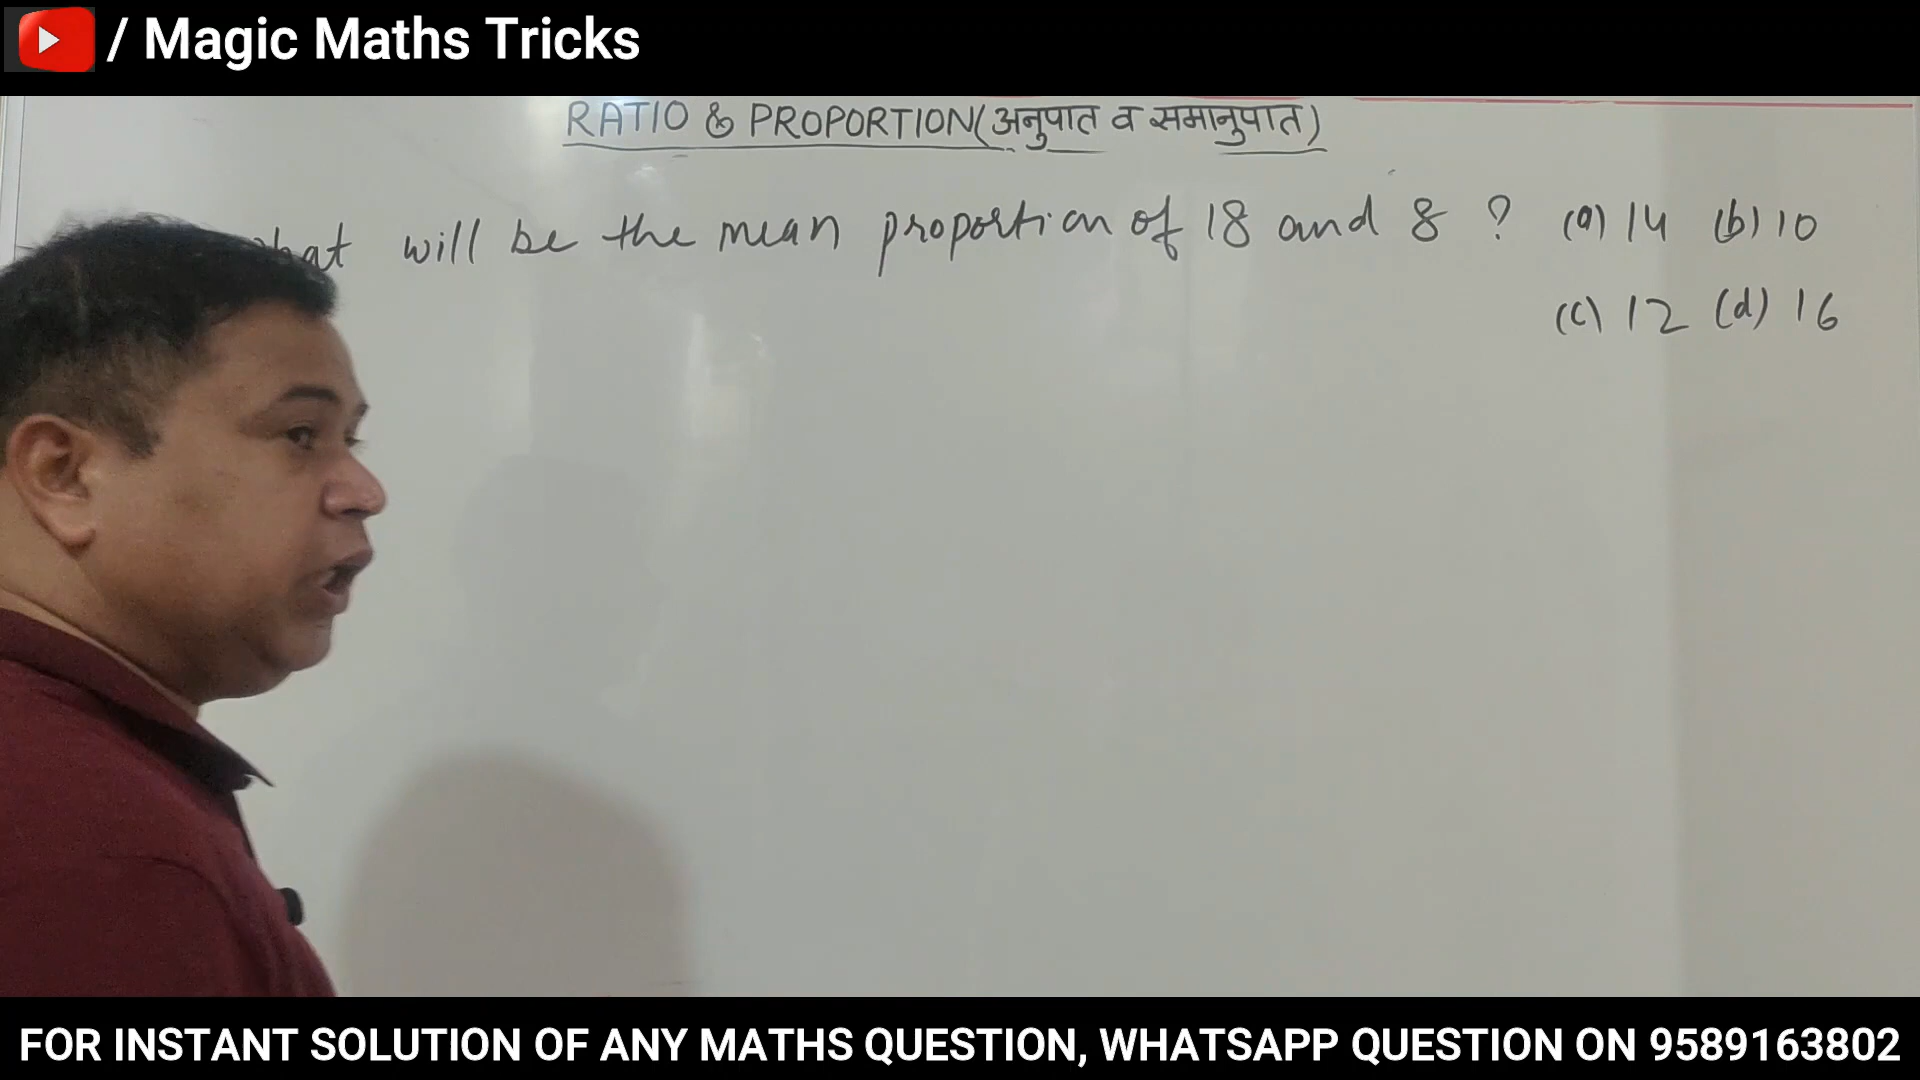 / Magic Maths Tricks
RATIO & PROPORTION (अनुपात व समानुपात)
will be the mean proportion of 18 and 8 ? (a) 14 (b) 10
(c) 12 (d) 16
FOR INSTANT SOLUTION OF ANY MATHS QUESTION, WHATSAPP QUESTION ON 9589163802